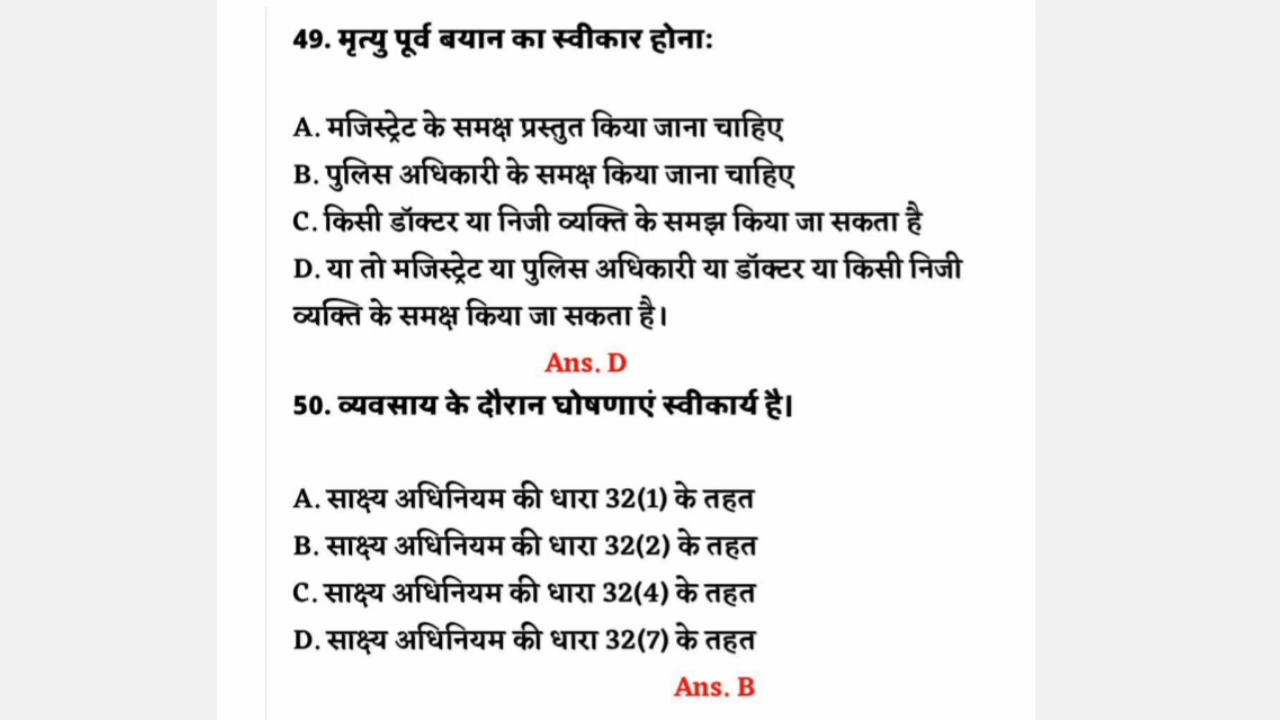 49. मृत्यु पूर्व बयान का स्वीकार होना:
A. मजिस्ट्रेट के समक्ष प्रस्तुत किया जाना चाहिए
B. पुलिस अधिकारी के समक्ष किया जाना चाहिए
C. किसी डॉक्टर या निजी व्यक्ति के समझ किया जा सकता है
D. या तो मजिस्ट्रेट या पुलिस अधिकारी या डॉक्टर या किसी निजी
व्यक्ति के समक्ष किया जा सकता है।
Ans. D
50. व्यवसाय के दौरान घोषणाएं स्वीकार्य है।
A. साक्ष्य अधिनियम की धारा 32(1) के तहत
B. साक्ष्य अधिनियम की धारा 32(2) के तहत
C. साक्ष्य अधिनियम की धारा 32(4) के तहत
D. साक्ष्य अधिनियम की धारा 32(7) के तहत
Ans. B